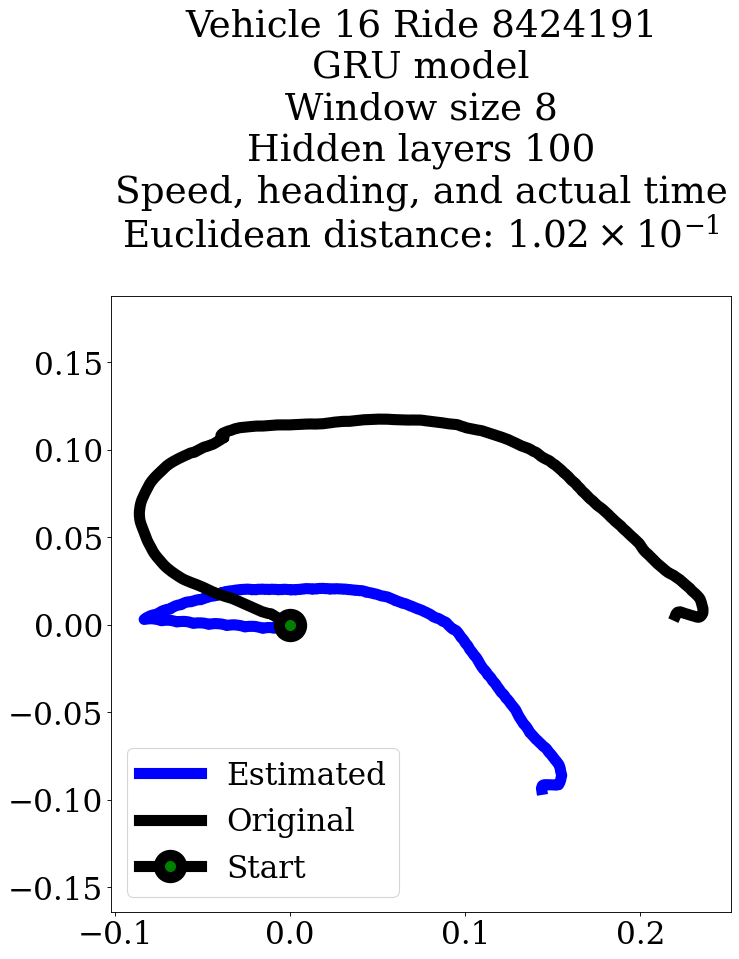 Vehicle 16 Ride 8424191
GRU model
Window size 8
Hidden layers 100
Speed, heading, and actual time
Euclidean distance: 1.02 × 10⁻¹
0.15
0.10
0.05
0.00
−0.05
−0.10
−0.15
Estimated
Original
Start
−0.1
0.0
0.1
0.2